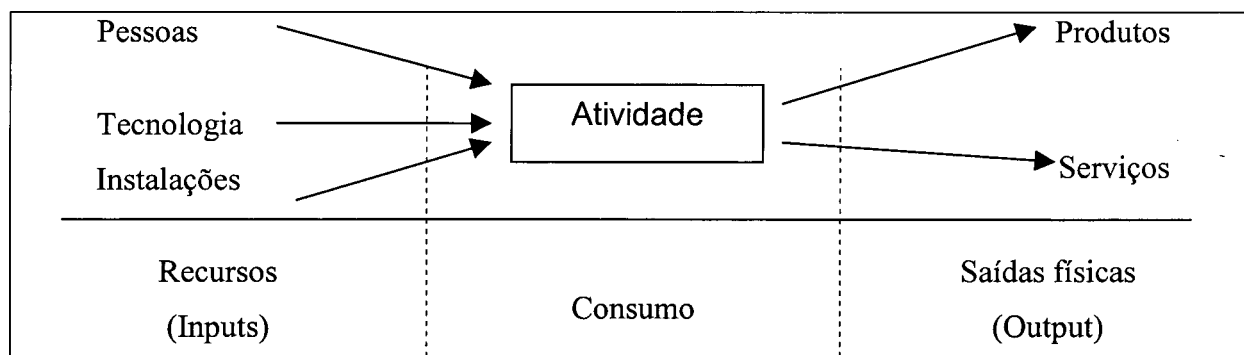 Pessoas
Produtos
Atividade
Tecnologia
Instalações
Serviços
Recursos
(Inputs)
Consumo
Saídas físicas
(Output)